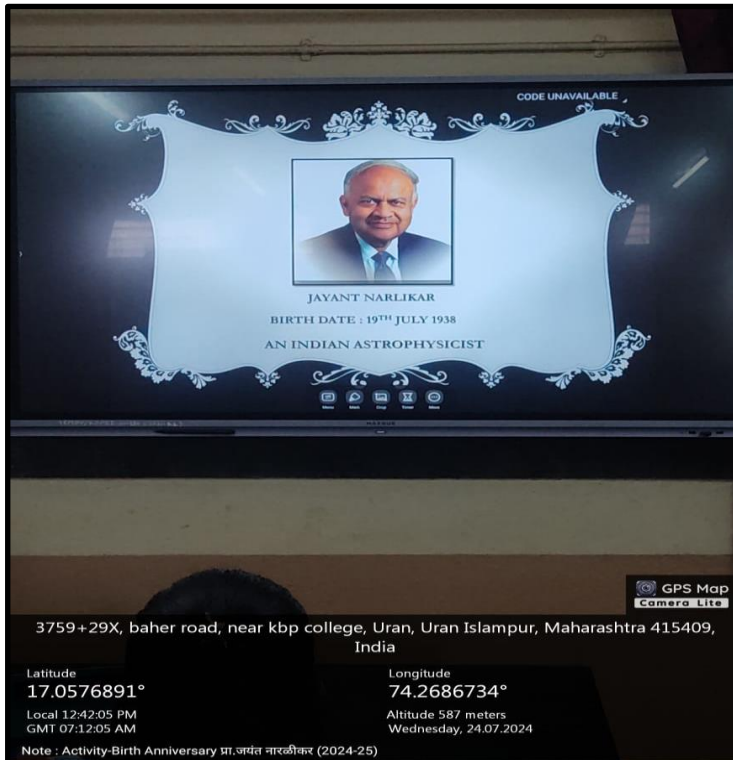 CODE UNAVAILABLE
JAYANT NARLIKAR
BIRTH DATE : 19TH JULY 1938
AN INDIAN ASTROPHYSICIST
GPS Map
Camera Lite
3759+29X, baher road, near kbp college, Uran, Uran Islampur, Maharashtra 415409,
India
Latitude
17.0576891°
Longitude
74.2686734°
Local 12:42:05 PM
GMT 07:12:05 AM
Altitude 587 meters
Wednesday, 24.07.2024
Note : Activity-Birth Anniversary प्रा.जयंत नारळीकर (2024-25)